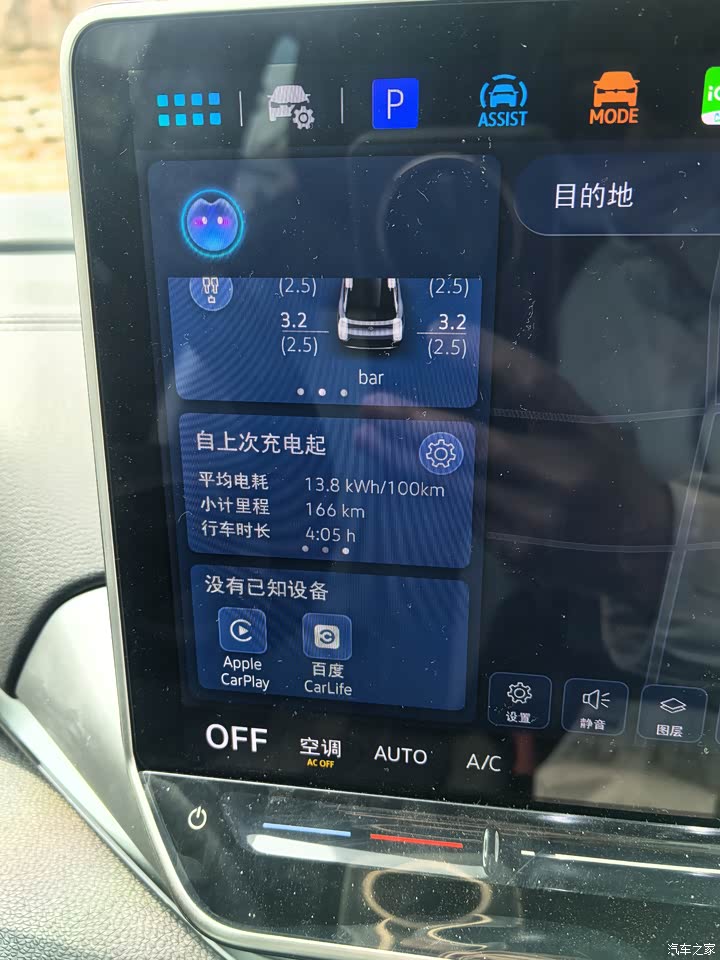 P
ASSIST
MODE
目的地
(2.5) (2.5)
3.2 3.2
(2.5) (2.5)
bar
自上次充电起
平均电耗 13.8 kWh/100km
小计里程 166 km
行车时长 4:05 h
没有已知设备
Apple CarPlay
百度 CarLife
设置
静音
图层
OFF
空调
AC OFF
AUTO
A/C
汽车之家